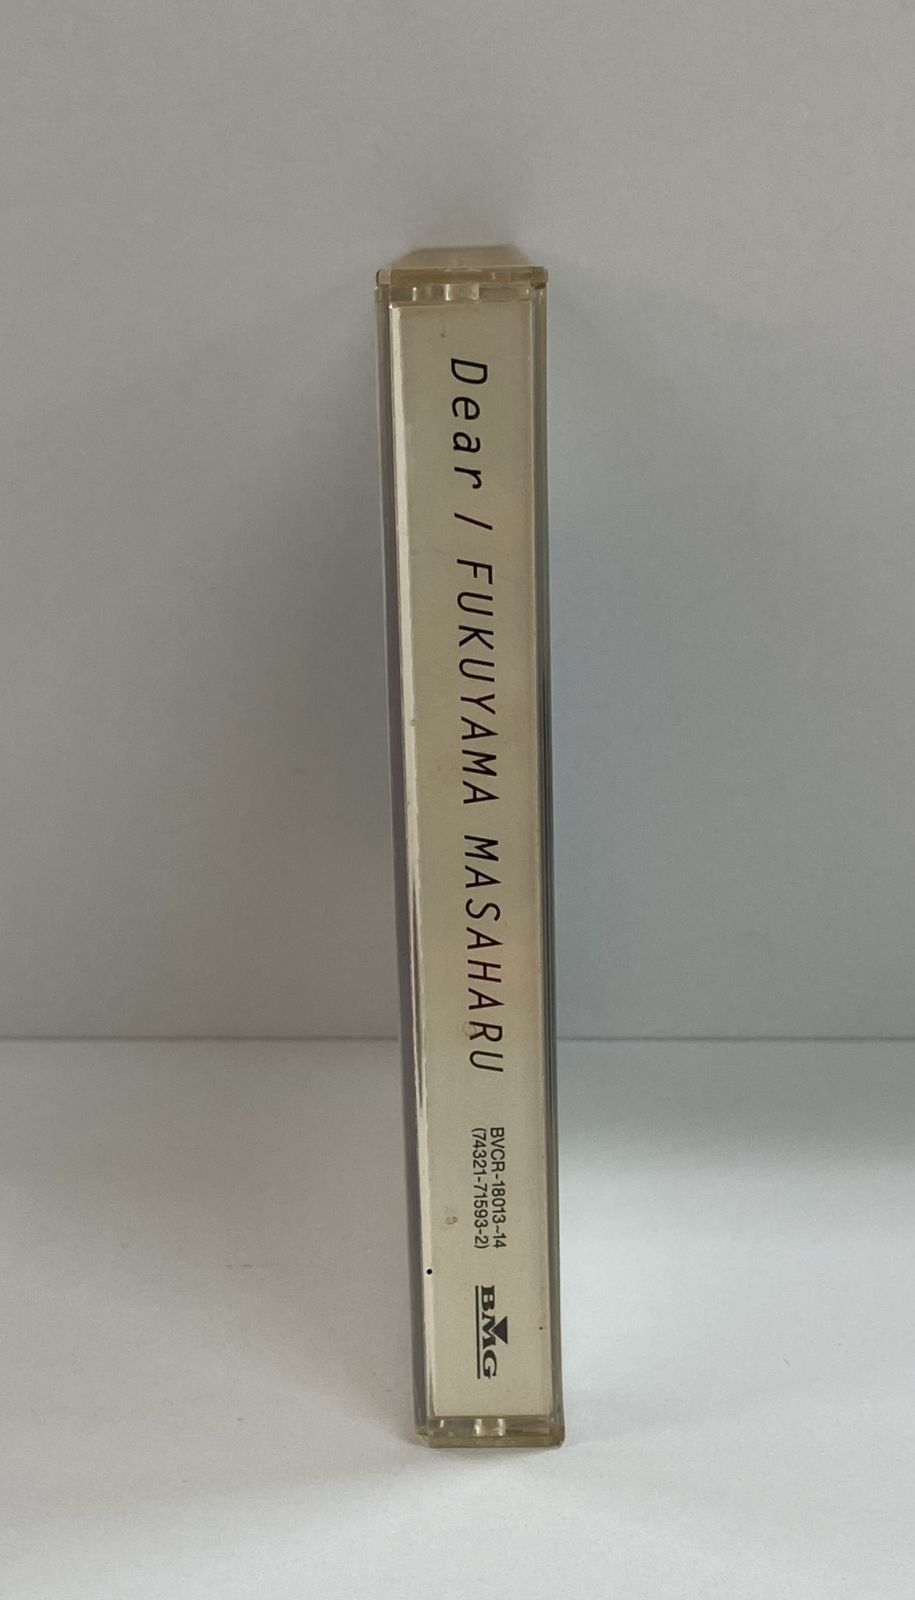 Dear / FUKUYAMA MASAHARU
BVCR-18013~14
(74321-71593-2)
BMG